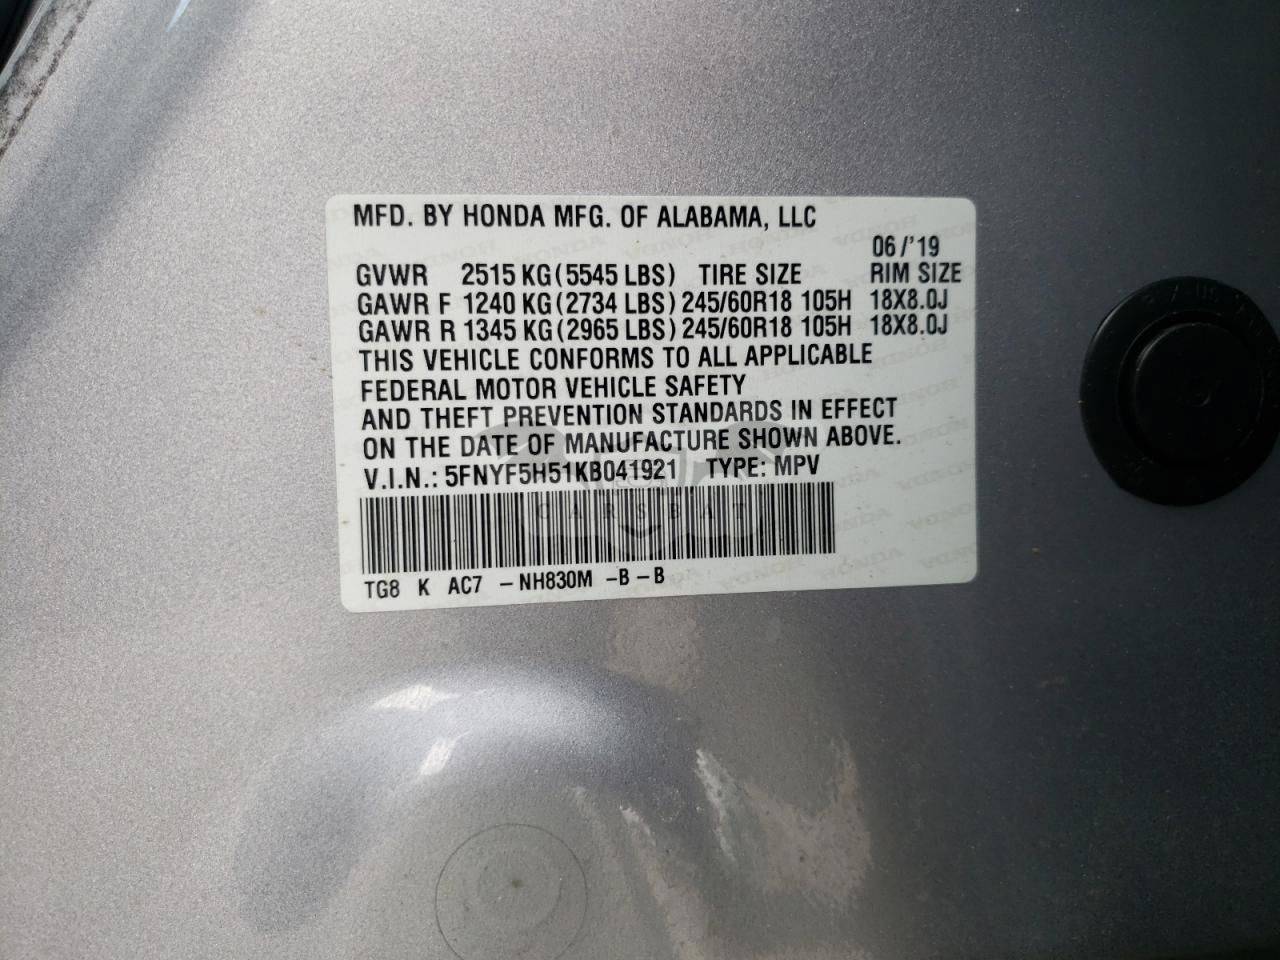 MFD. BY HONDA MFG. OF ALABAMA, LLC
06/'19
GVWR 2515 KG (5545 LBS) TIRE SIZE RIM SIZE
GAWR F 1240 KG (2734 LBS) 245/60R18 105H 18X8.0J
GAWR R 1345 KG (2965 LBS) 245/60R18 105H 18X8.0J
THIS VEHICLE CONFORMS TO ALL APPLICABLE
FEDERAL MOTOR VEHICLE SAFETY
AND THEFT PREVENTION STANDARDS IN EFFECT
ON THE DATE OF MANUFACTURE SHOWN ABOVE.
V.I.N.: 5FNYF5H51KB041921 TYPE: MPV
CARSBAT
TG8 K AC7 -NH830M -B-B